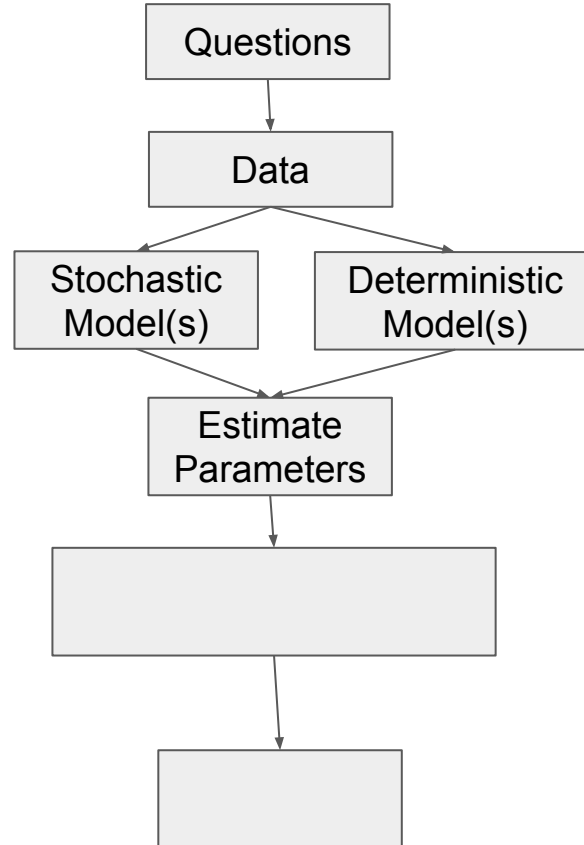 Questions
Data
Stochastic
Model(s)
Deterministic
Model(s)
Estimate
Parameters